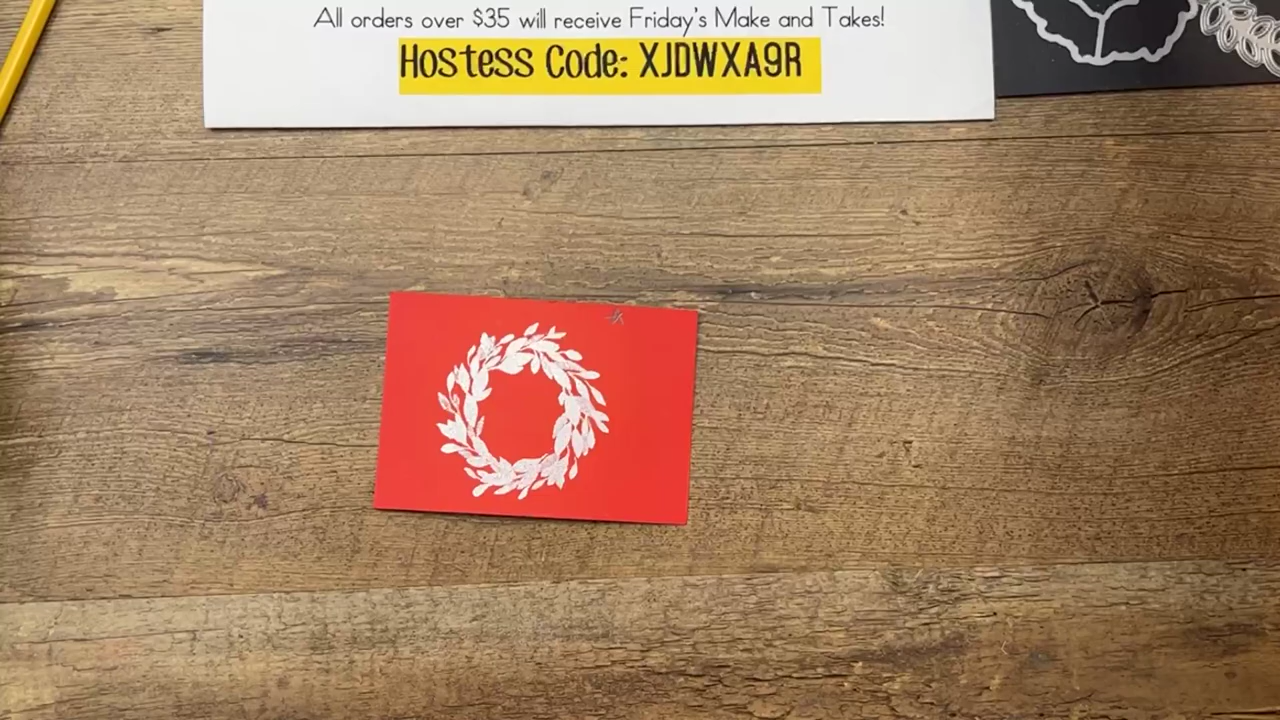 All orders over $35 will receive Friday's Make and Takes!
Hostess Code: XJDWXA9R